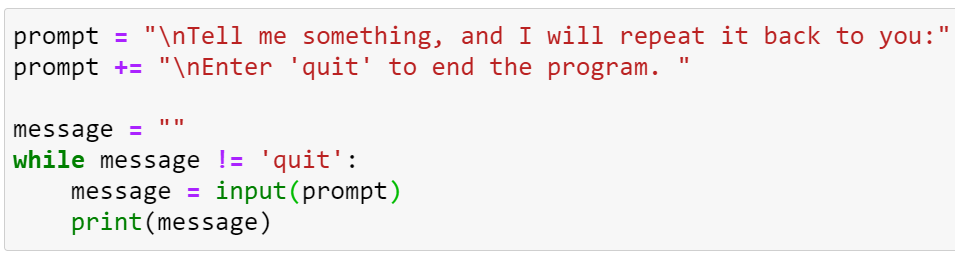 prompt = "\nTell me something, and I will repeat it back to you:"
prompt += "\nEnter 'quit' to end the program. "

message = ""
while message != 'quit':
    message = input(prompt)
    print(message)